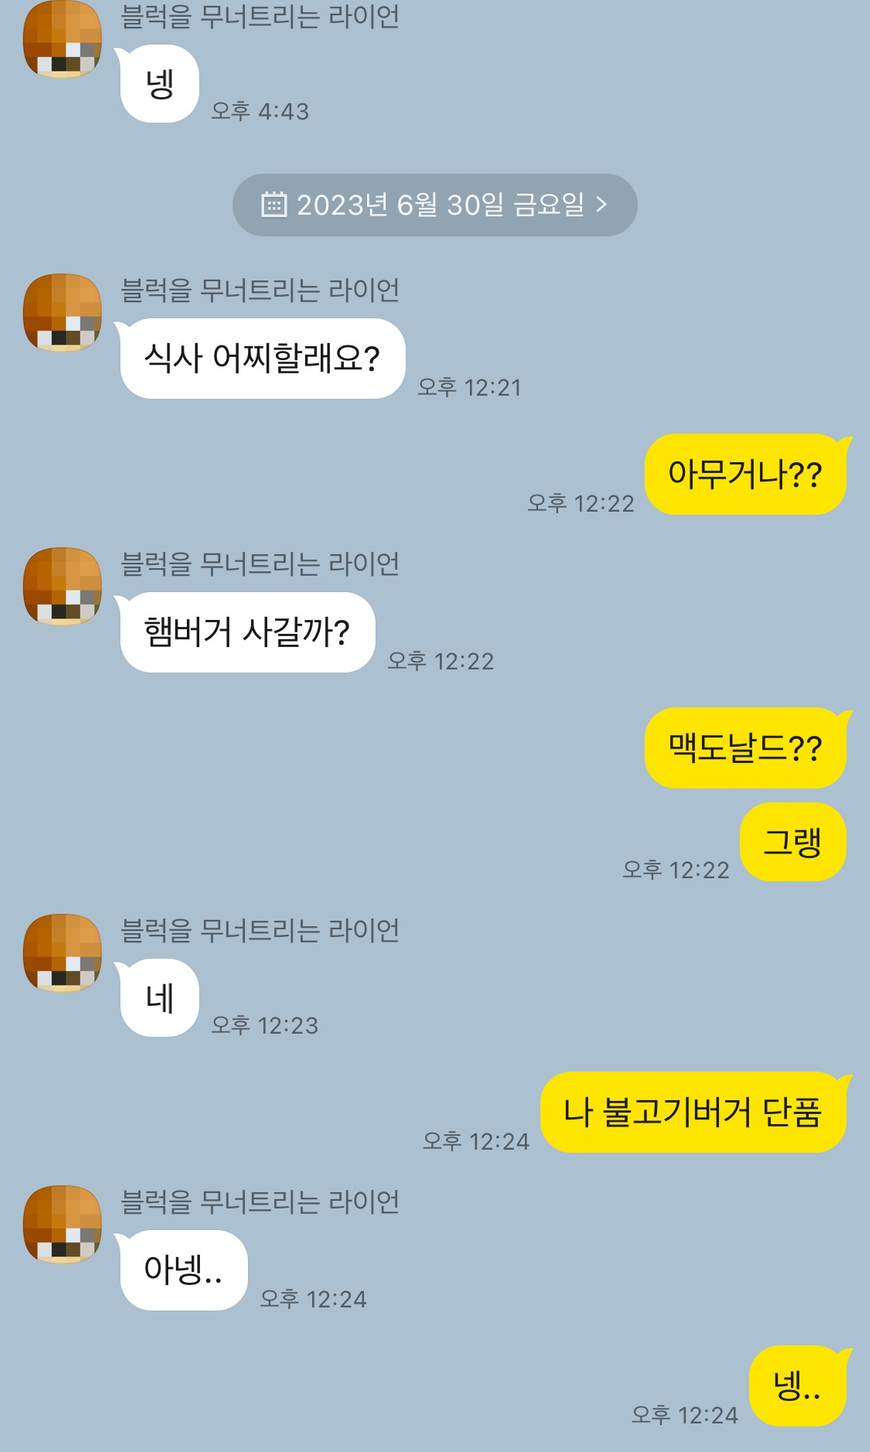 블럭을 무너트리는 라이언
넹
오후 4:43
2023년 6월 30일 금요일 >
블럭을 무너트리는 라이언
식사 어찌할래요?
오후 12:21
아무거나??
오후 12:22
블럭을 무너트리는 라이언
햄버거 사갈까?
오후 12:22
맥도날드??
그랭
오후 12:22
블럭을 무너트리는 라이언
네
오후 12:23
나 불고기버거 단품
오후 12:24
블럭을 무너트리는 라이언
아넹..
오후 12:24
넹..
오후 12:24